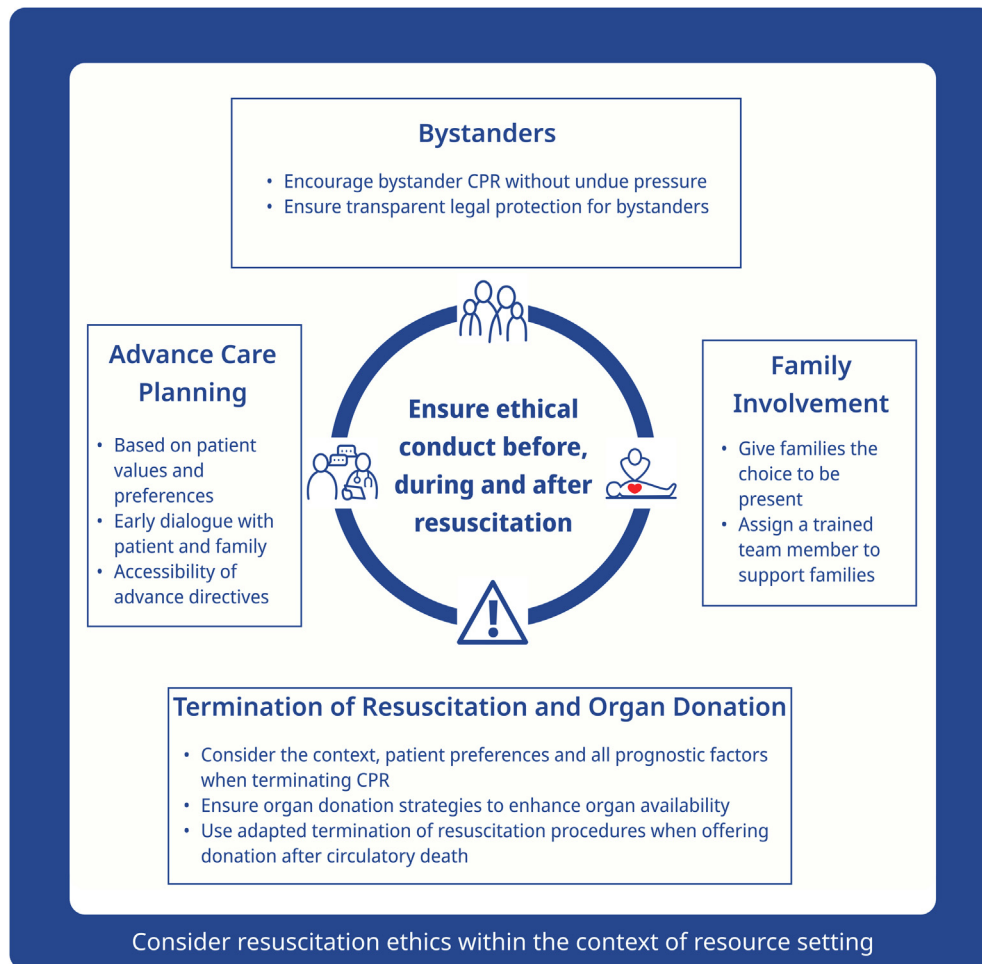 Bystanders
• Encourage bystander CPR without undue pressure
• Ensure transparent legal protection for bystanders
Advance Care
Planning
• Based on patient
values and
preferences
• Early dialogue with
patient and family
• Accessibility of
advance directives
Ensure ethical
conduct before,
during and after
resuscitation
Family
Involvement
• Give families the
choice to be
present
• Assign a trained
team member to
support families
Termination of Resuscitation and Organ Donation
• Consider the context, patient preferences and all prognostic factors
when terminating CPR
• Ensure organ donation strategies to enhance organ availability
• Use adapted termination of resuscitation procedures when offering
donation after circulatory death
Consider resuscitation ethics within the context of resource setting